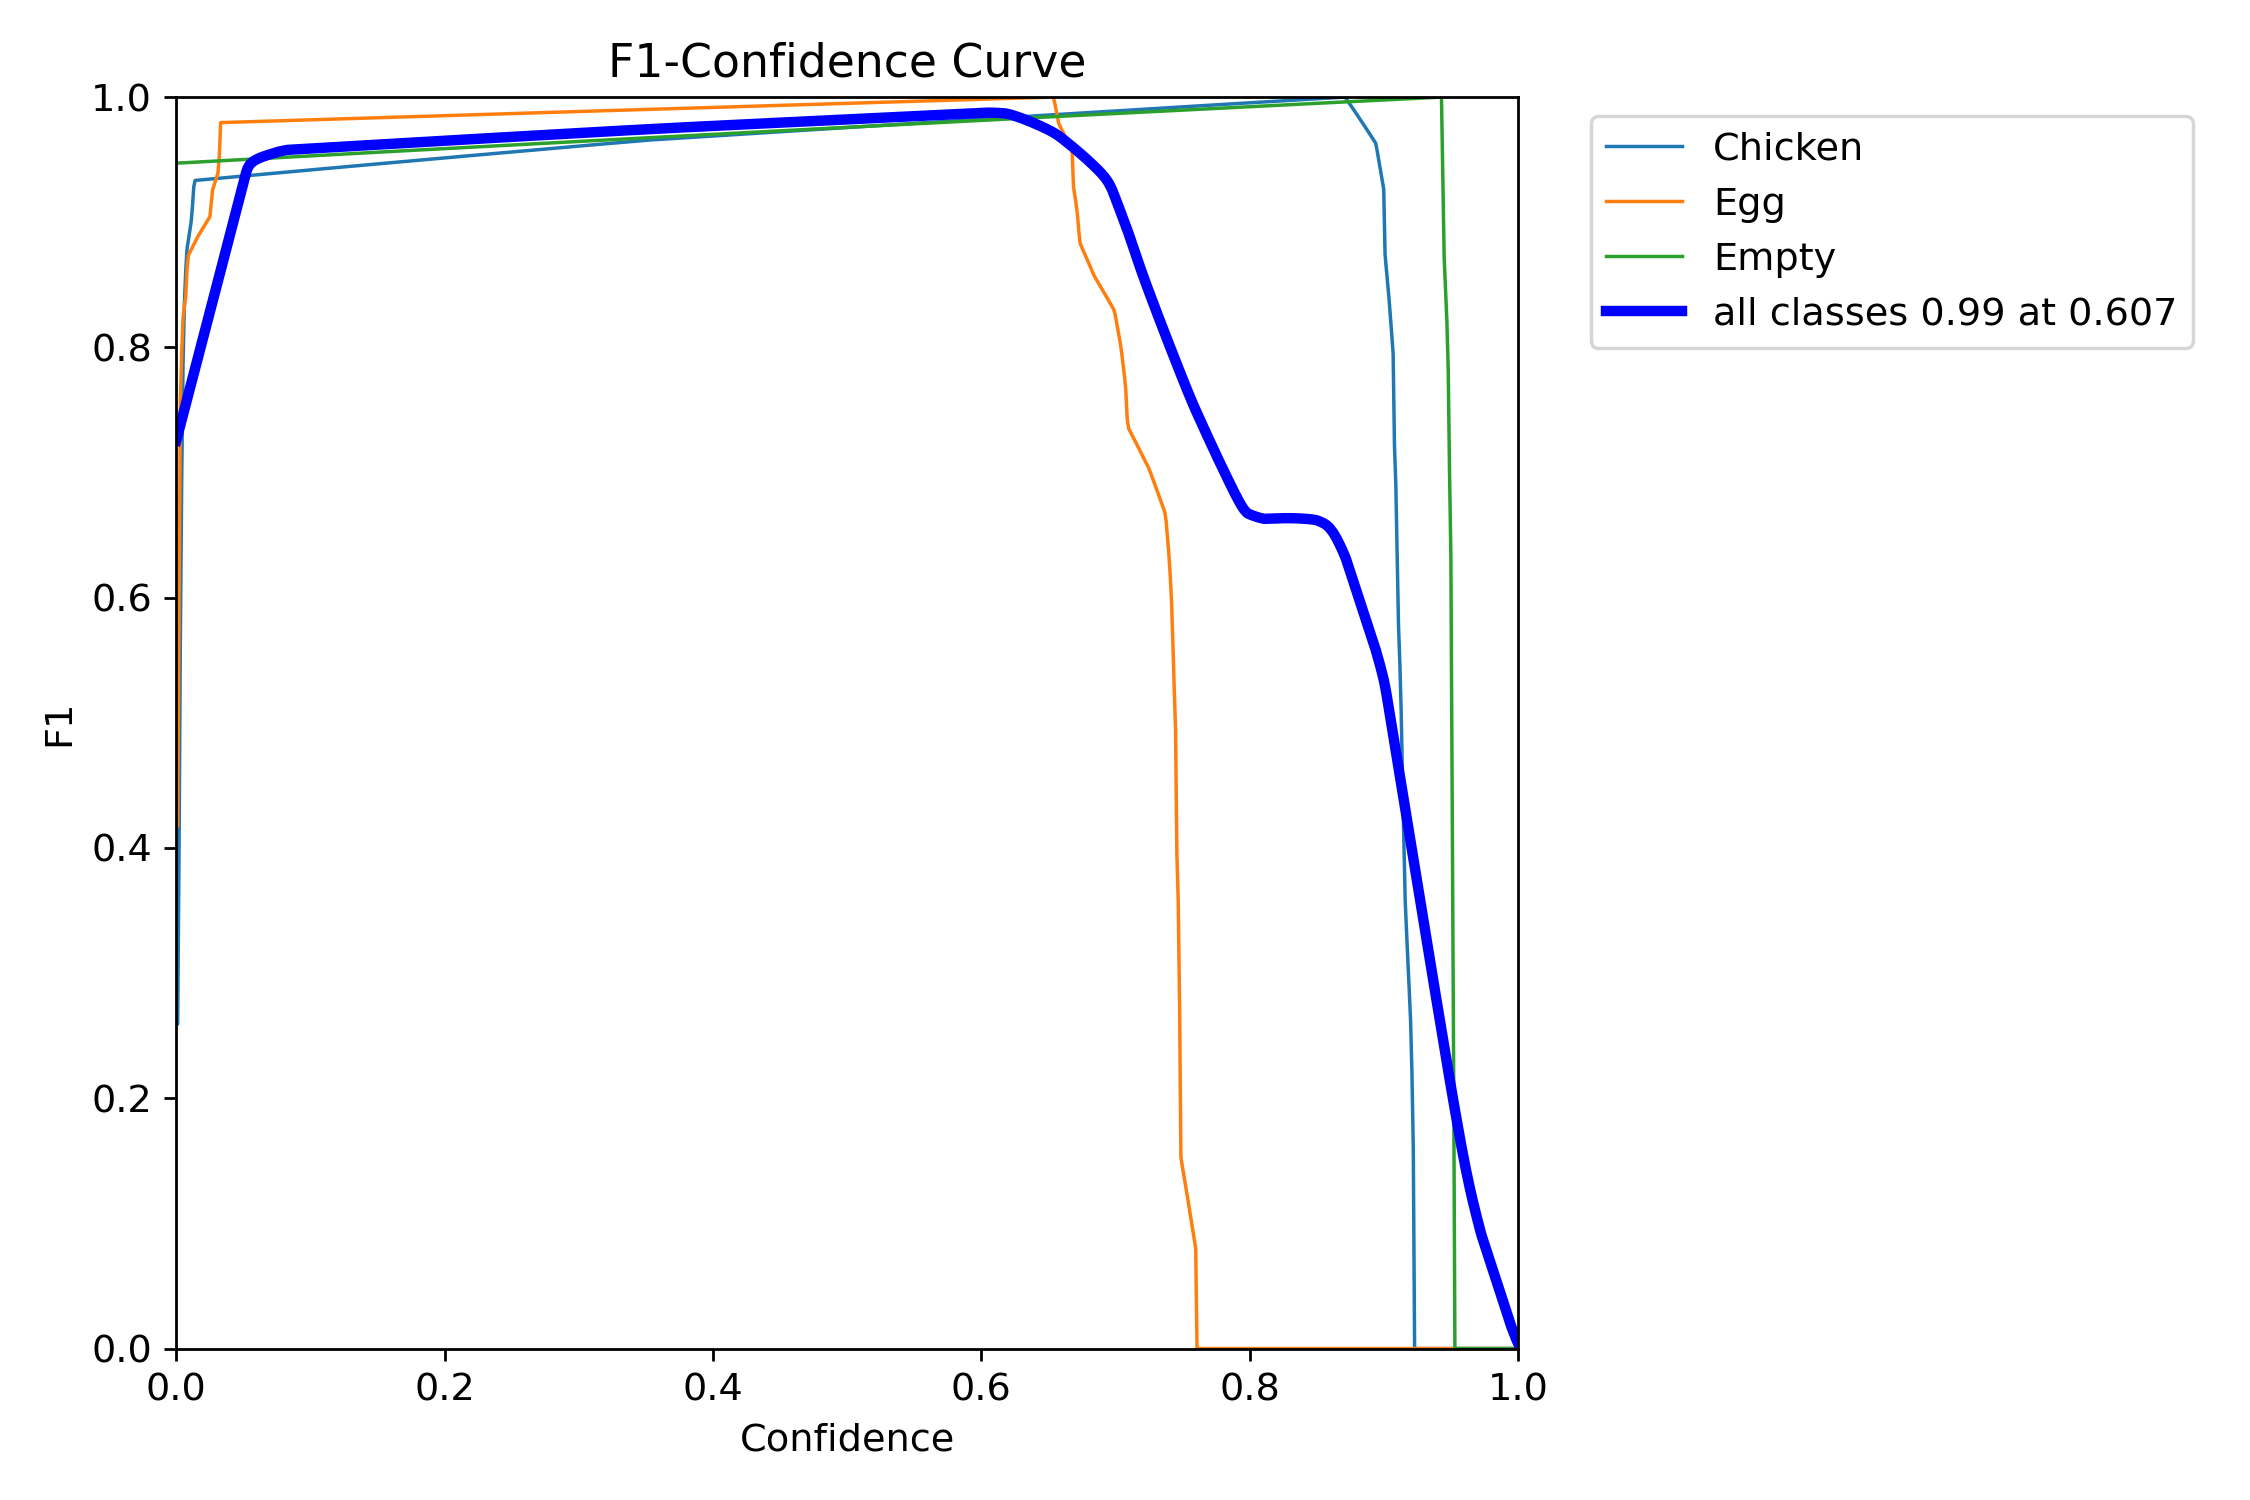 F1-Confidence Curve
1.0
0.8
0.6
0.4
0.2
0.0
F1
0.0 0.2 0.4 0.6 0.8 1.0
Confidence
Chicken
Egg
Empty
all classes 0.99 at 0.607